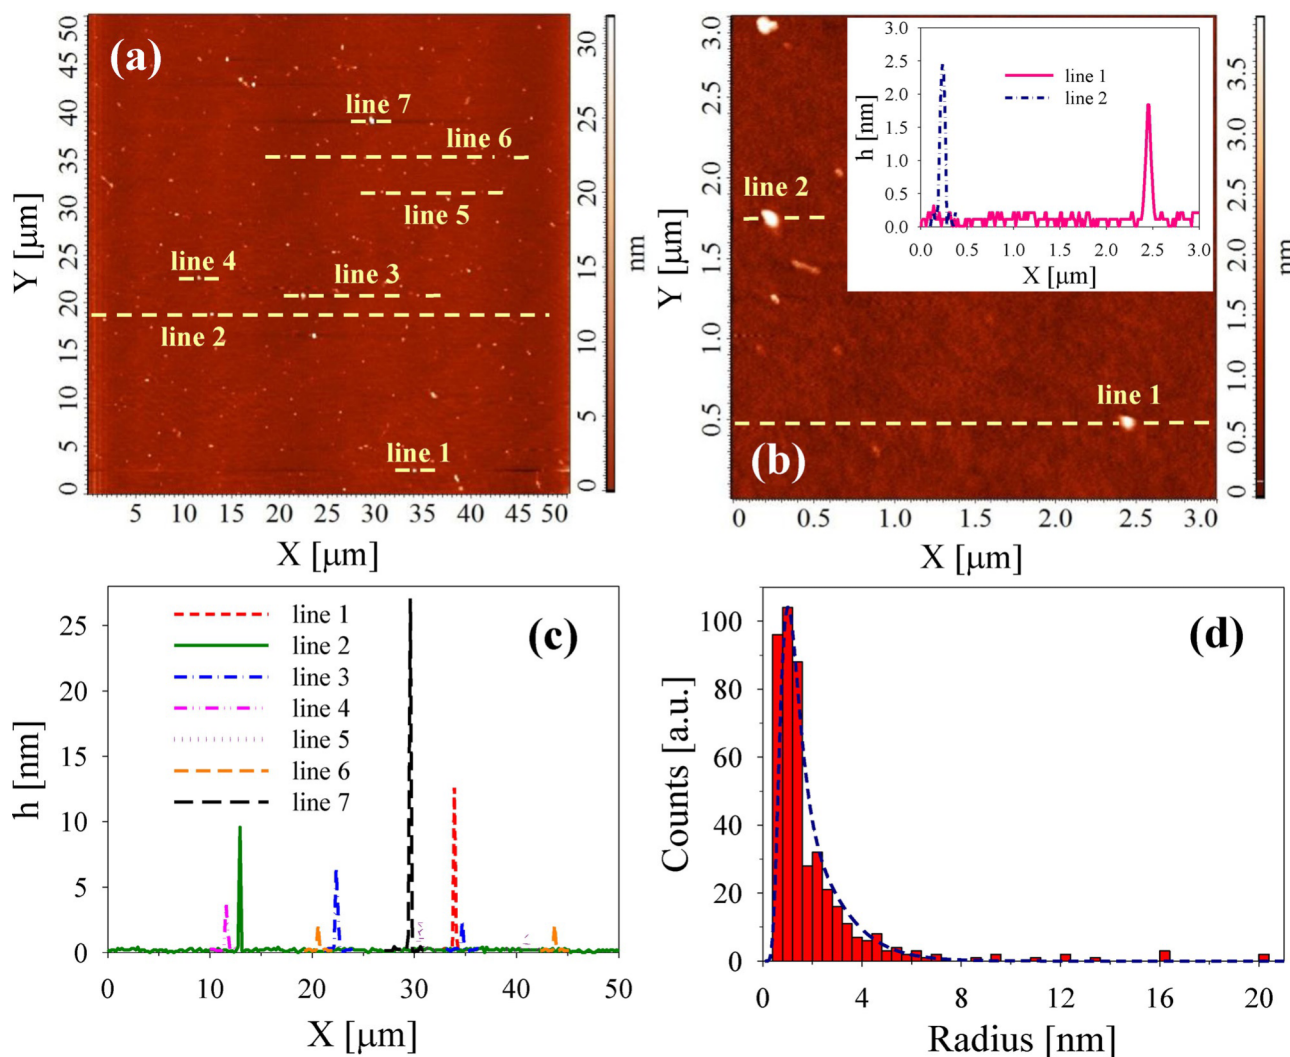 (a)
line 7
line 6
line 5
line 4
line 3
line 2
line 1
Y [μm]
0 5 10 15 20 25 30 35 40 45 50
5 10 15 20 25 30 35 40 45 50
X [μm]
0 5 10 15 20 25 30
nm
(b)
line 2
line 1
Y [μm]
0.5 1.0 1.5 2.0 2.5 3.0
0 0.5 1.0 1.5 2.0 2.5 3.0
X [μm]
0 0.5 1.0 1.5 2.0 2.5 3.0 3.5
nm
h [nm]
3.0
2.5
2.0
1.5
1.0
0.5
0.0
line 1
line 2
0.0 0.5 1.0 1.5 2.0 2.5 3.0
X [μm]
(c)
line 1
line 2
line 3
line 4
line 5
line 6
line 7
h [nm]
25
20
15
10
5
0
0 10 20 30 40 50
X [μm]
(d)
Counts [a.u.]
100
80
60
40
20
0
0 4 8 12 16 20
Radius [nm]